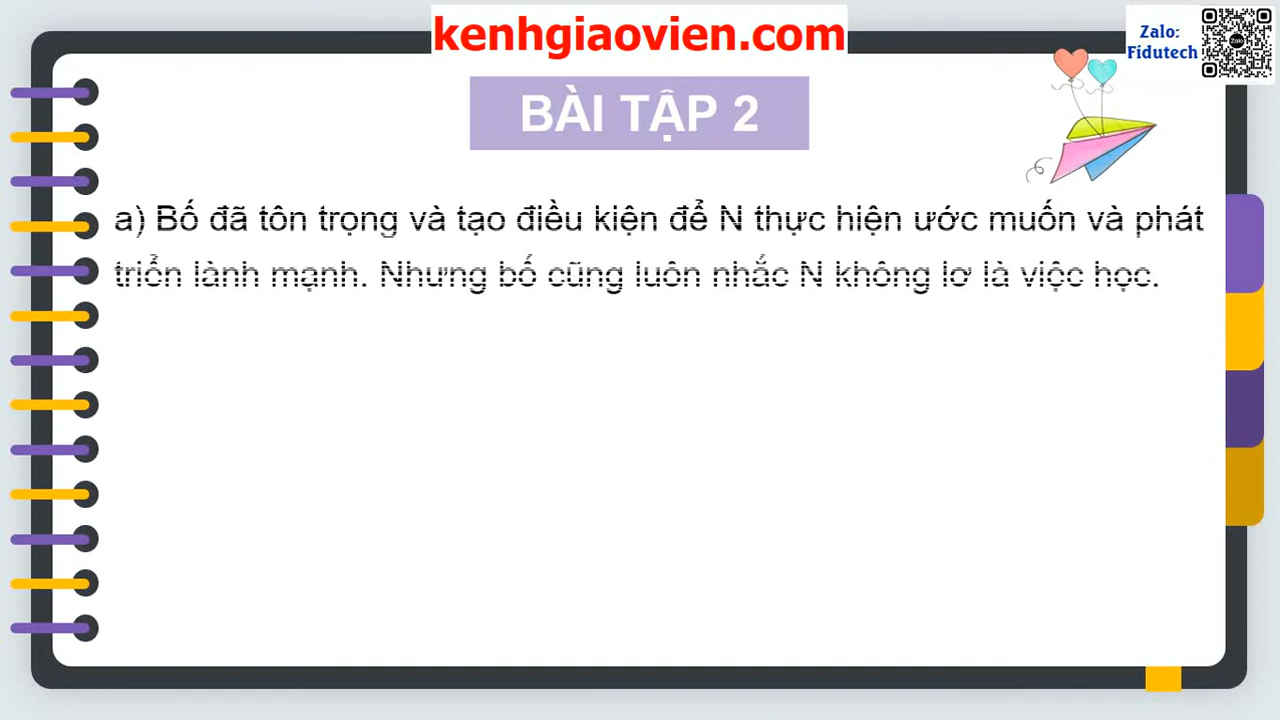 kenhgiaovien.com
Zalo:
Fidutech
Zalo
BÀI TẬP 2
a) Bố đã tôn trọng và tạo điều kiện để N thực hiện ước muốn và phát
triển lành mạnh. Nhưng bố cũng luôn nhắc N không lơ là việc học.